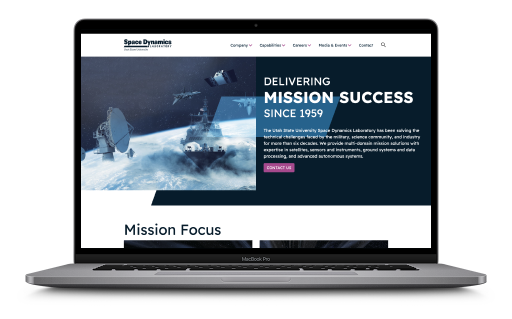 Space Dynamics
LABORATORY
Utah State University
Company Capabilities Careers Media & Events Contact
DELIVERING
MISSION SUCCESS
SINCE 1959
The Utah State University Space Dynamics Laboratory has been solving the
technical challenges faced by the military, science community, and industry
for more than six decades. We provide multi-domain mission solutions with
expertise in satellites, sensors and instruments, ground systems and data
processing, and advanced autonomous systems.
CONTACT US
Mission Focus
MacBook Pro